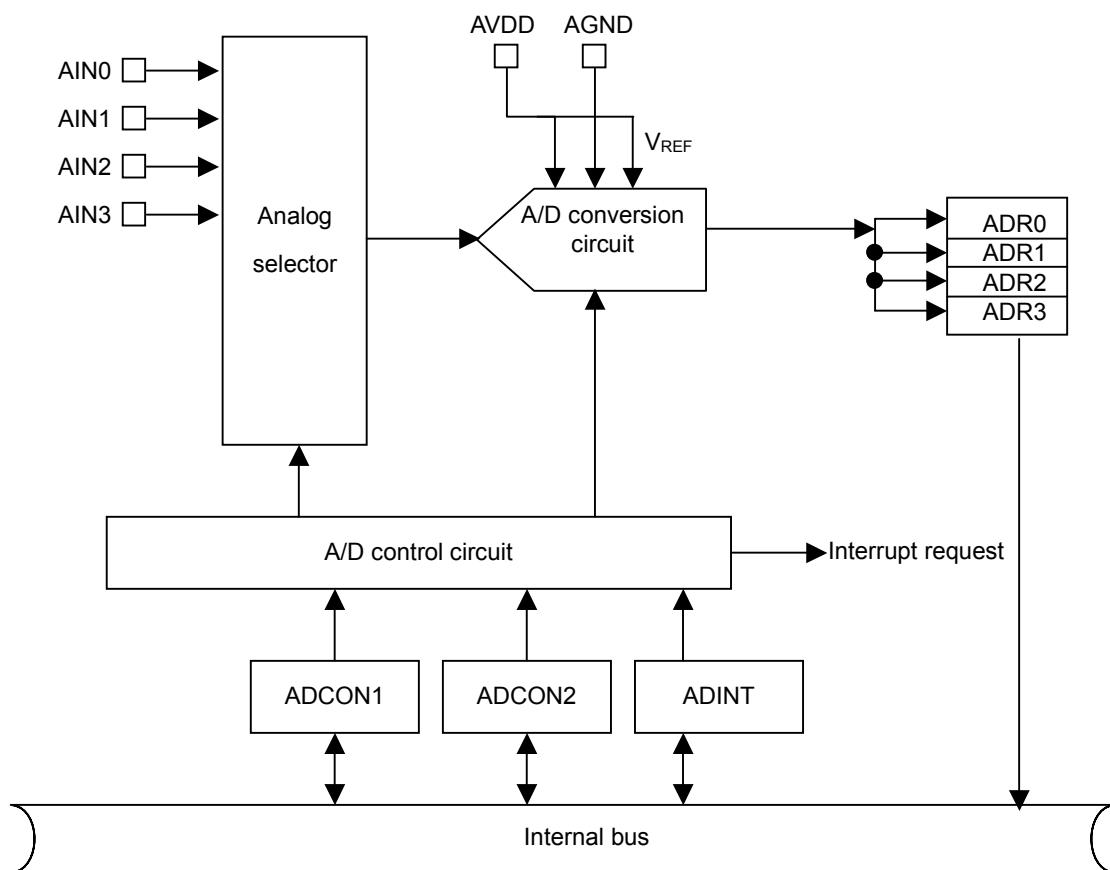 AVDD AGND
AIN0
AIN1
AIN2
AIN3
VREF
Analog
selector
A/D conversion
circuit
ADR0
ADR1
ADR2
ADR3
A/D control circuit
Interrupt request
ADCON1
ADCON2
ADINT
Internal bus